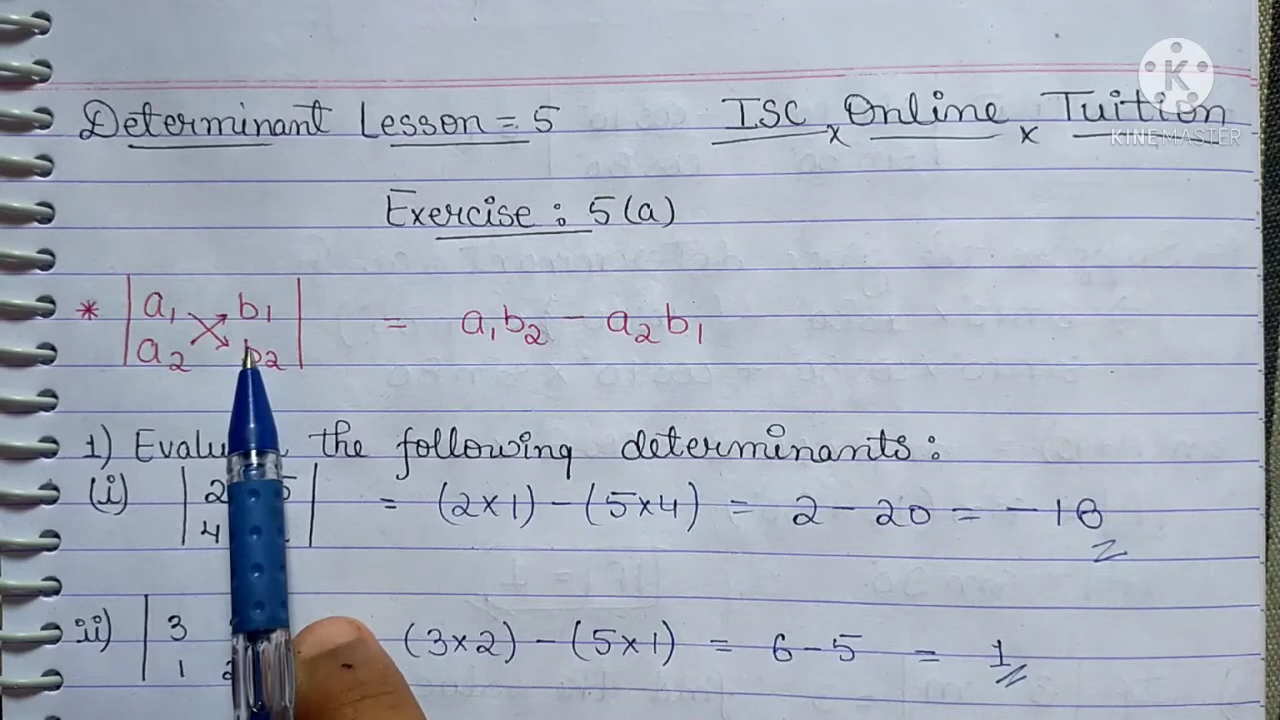 Determinant Lesson = 5 ISC x Online x Tuition
K
KINEMASTER
Exercise : 5(a)
* | a₁ b₁ | = a₁b₂ - a₂b₁
| a₂ b₂ |
1) the following determinants :
(i) | 2 5 | = (2×1) - (5×4) = 2 - 20 = -18
| 4 |
ii) | 3 (3×2) - (5×1) = 6 - 5 = 1
| 1